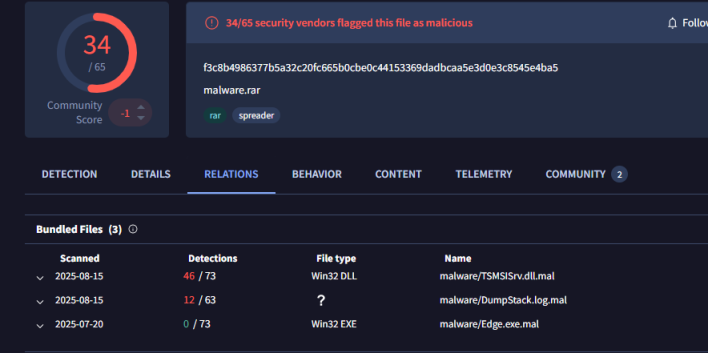 34
/ 65
Community
Score
-1
34/65 security vendors flagged this file as malicious
f3c8b4986377b5a32c20fc665b0cbe0c44153369dadbcaa5e3d0e3c8545e4ba5
malware.rar
rar spreader
DETECTION DETAILS RELATIONS BEHAVIOR CONTENT TELEMETRY COMMUNITY 2
Bundled Files (3)
Scanned Detections File type Name
2025-08-15 46 / 73 Win32 DLL malware/TSMSISrv.dll.mal
2025-08-15 12 / 63 ? malware/DumpStack.log.mal
2025-07-20 0 / 73 Win32 EXE malware/Edge.exe.mal